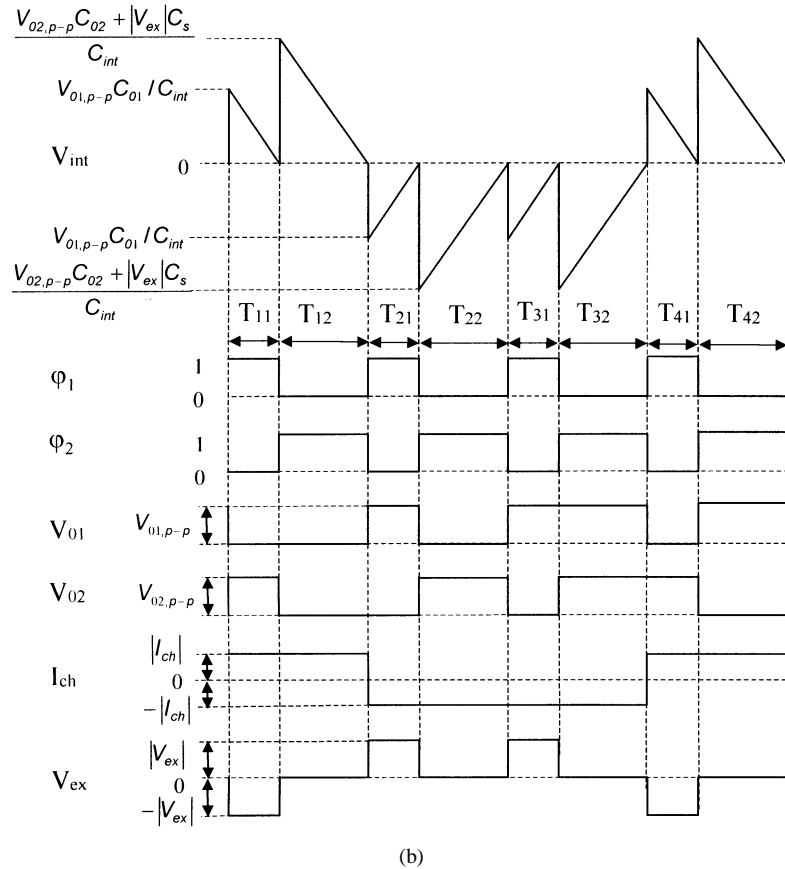 V02,p-p C02 + |Vex| Cs
Cint
V01,p-p C01 / Cint
Vint
0
V01,p-p C01 / Cint
V02,p-p C02 + |Vex| Cs
Cint
T11 T12 T21 T22 T31 T32 T41 T42
φ1
1
0
φ2
1
0
V01
V01,p-p
V02
V02,p-p
|Ich|
Ich
0
-|Ich|
|Vex|
Vex
0
-|Vex|
(b)